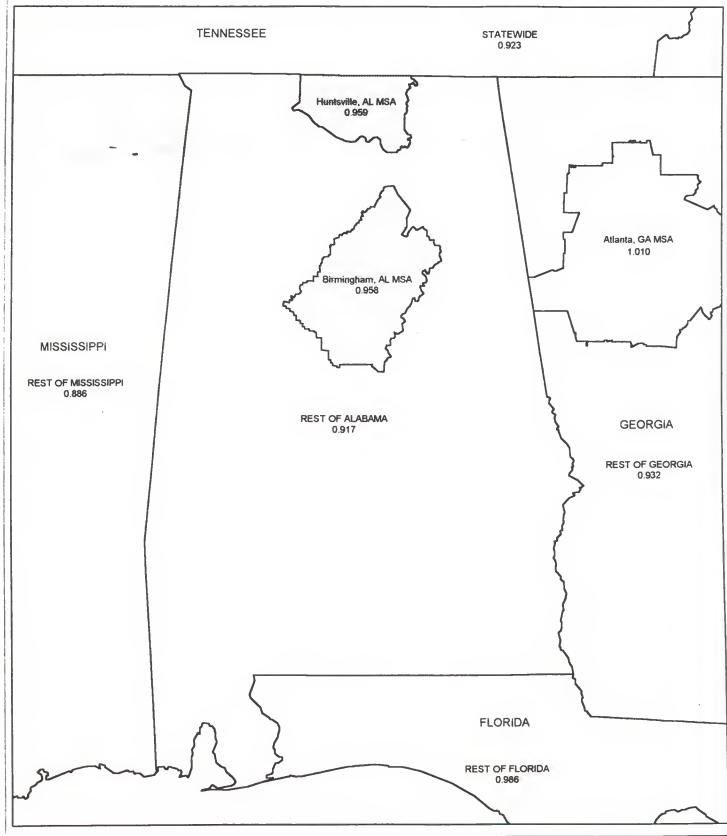 TENNESSEE
STATEWIDE
0.923
Huntsville, AL MSA
0.959
Atlanta, GA MSA
1.010
Birmingham, AL MSA
0.958
MISSISSIPPI
REST OF MISSISSIPPI
0.886
REST OF ALABAMA
0.917
GEORGIA
REST OF GEORGIA
0.932
FLORIDA
REST OF FLORIDA
0.986